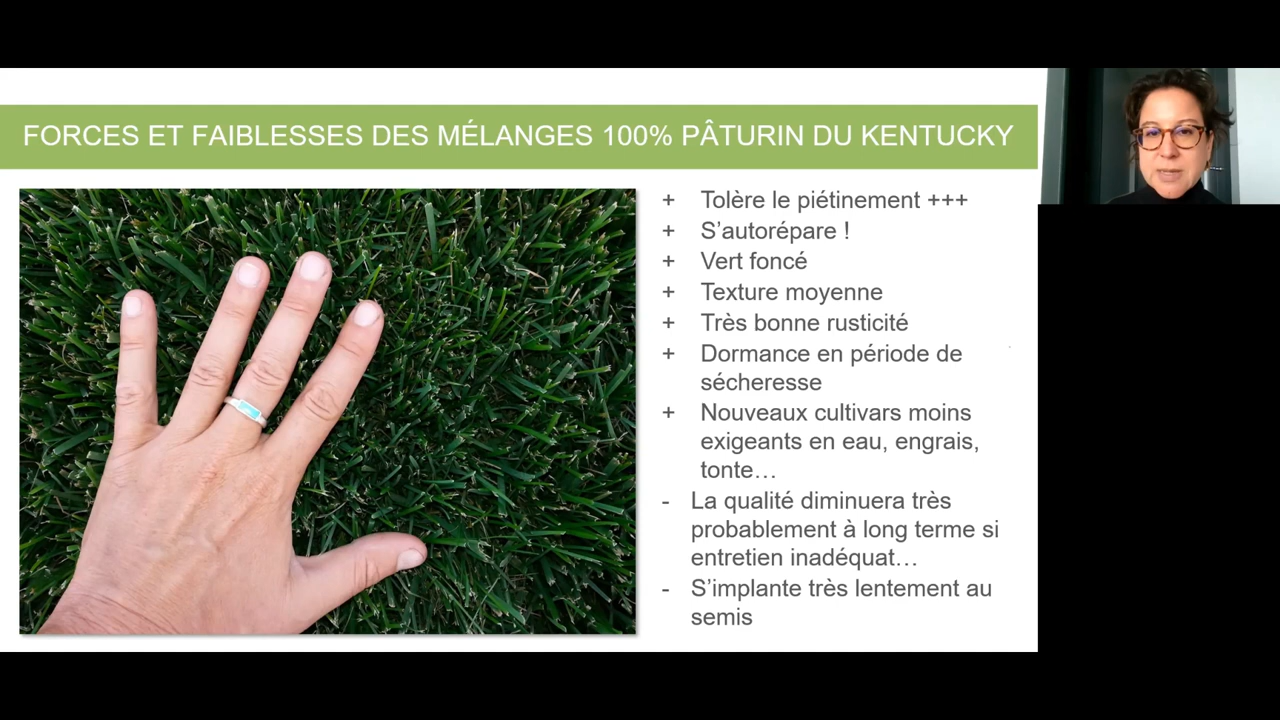 FORCES ET FAIBLESSES DES MÉLANGES 100% PÂTURIN DU KENTUCKY
+ Tolère le piétinement +++
+ S’autorépare !
+ Vert foncé
+ Texture moyenne
+ Très bonne rusticité
+ Dormance en période de
sécheresse
+ Nouveaux cultivars moins
exigeants en eau, engrais,
tonte…
- La qualité diminuera très
probablement à long terme si
entretien inadéquat…
- S’implante très lentement au
semis